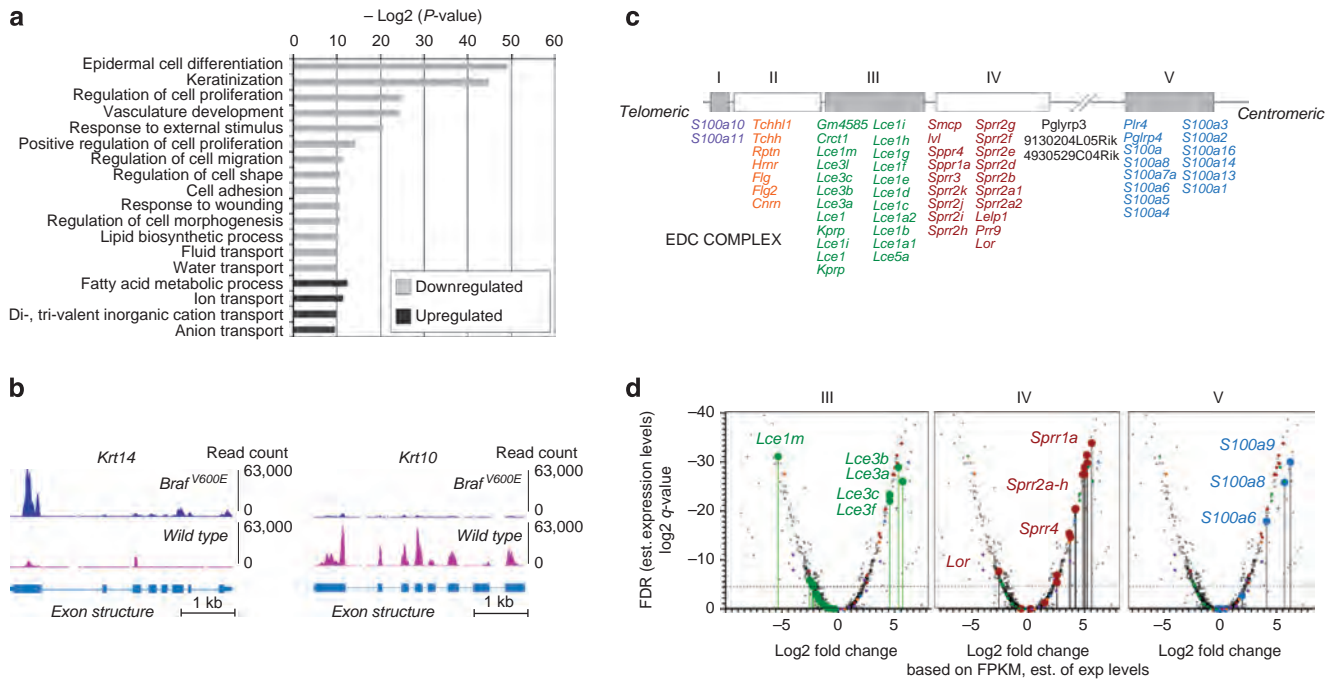 a
– Log2 (P-value)
0 10 20 30 40 50 60
Epidermal cell differentiation
Keratinization
Regulation of cell proliferation
Vasculature development
Response to external stimulus
Positive regulation of cell proliferation
Regulation of cell migration
Regulation of cell shape
Cell adhesion
Response to wounding
Regulation of cell morphogenesis
Lipid biosynthetic process
Fluid transport
Water transport
Fatty acid metabolic process
Ion transport
Di-, tri-valent inorganic cation transport
Anion transport
Downregulated
Upregulated
b
Krt14
Read count
Braf V600E
63,000
0
Wild type
63,000
0
Exon structure
1 kb
Krt10
Read count
Braf V600E
63,000
0
Wild type
63,000
0
Exon structure
1 kb
c
I II III IV V
Telomeric
Centromeric
S100a10
S100a11
Tchhl1
Tchh
Rptn
Hrnr
Flg
Flg2
Cnrn
Gm4585
Crct1
Lce1m
Lce3l
Lce3c
Lce3b
Lce3a
Lce1
Kprp
Lce1i
Lce1
Kprp
Lce1i
Lce1h
Lce1g
Lce1f
Lce1e
Lce1d
Lce1c
Lce1a2
Lce1b
Lce1a1
Lce5a
Smcp
Ivl
Sppr4
Sppr1a
Sprr3
Sprr2k
Sprr2j
Sprr2i
Sprr2h
Sprr2g
Sprr2f
Sprr2e
Sprr2d
Sprr2b
Sprr2a1
Sprr2a2
Lelp1
Prr9
Lor
Pglyrp3
9130204L05Rik
4930529C04Rik
Plr4
Pglrp4
S100a
S100a8
S100a7a
S100a6
S100a5
S100a4
S100a3
S100a2
S100a16
S100a14
S100a13
S100a1
EDC COMPLEX
d
III IV V
FDR (est. expression levels)
log2 q-value
–40
–30
–20
–10
0
Lce1m
Lce3b
Lce3a
Lce3c
Lce3f
Sprr1a
Sprr2a-h
Sprr4
Lor
S100a9
S100a8
S100a6
–5 0 5
–5 0 5
–5 0 5
Log2 fold change
Log2 fold change
Log2 fold change
based on FPKM, est. of exp levels